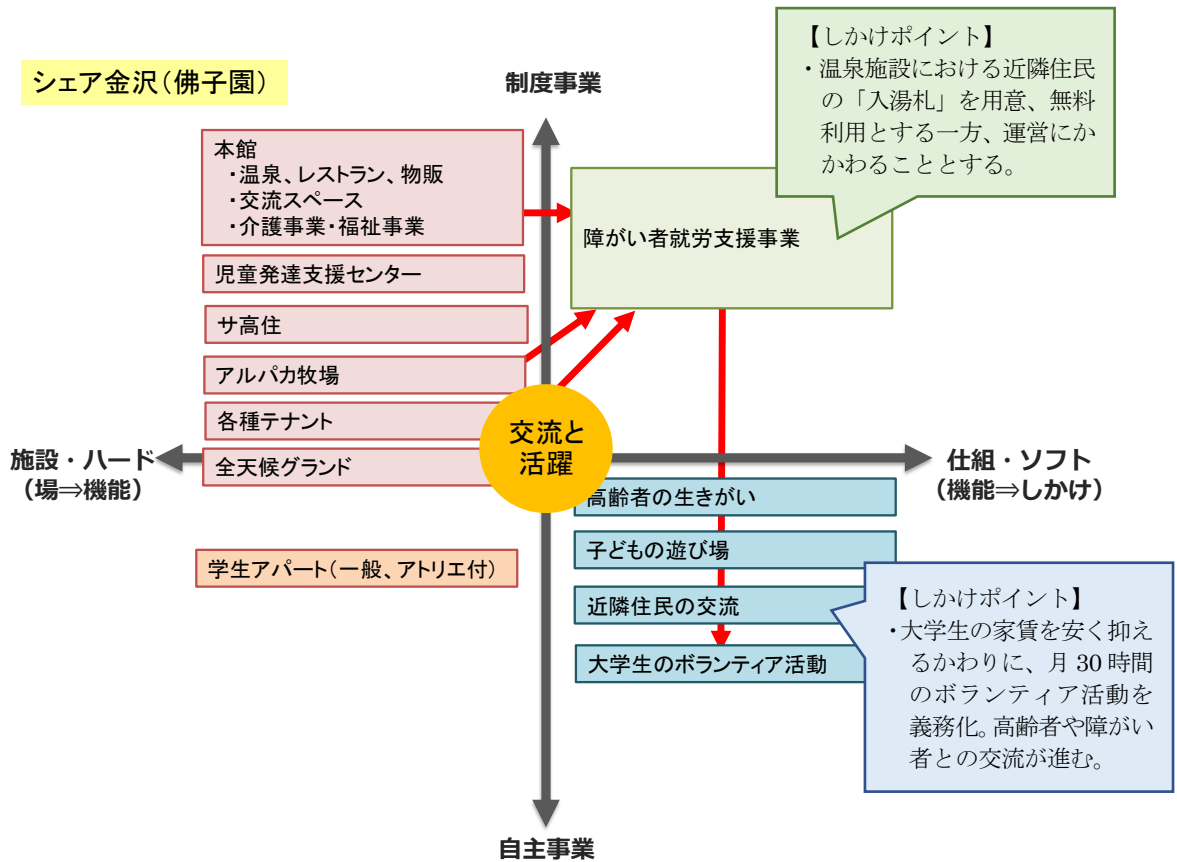 シェア金沢(佛子園)
制度事業
【しかけポイント】
・温泉施設における近隣住民
の「入湯札」を用意、無料
利用とする一方、運営にか
かわることとする。
本館
・温泉、レストラン、物販
・交流スペース
・介護事業・福祉事業
障がい者就労支援事業
児童発達支援センター
サ高住
アルパカ牧場
各種テナント
全天候グランド
交流と
活躍
施設・ハード
(場⇒機能)
仕組・ソフト
(機能⇒しかけ)
高齢者の生きがい
子どもの遊び場
近隣住民の交流
大学生のボランティア活動
学生アパート(一般、アトリエ付)
【しかけポイント】
・大学生の家賃を安く抑え
るかわりに、月 30 時間
のボランティア活動を
義務化。高齢者や障がい
者との交流が進む。
自主事業